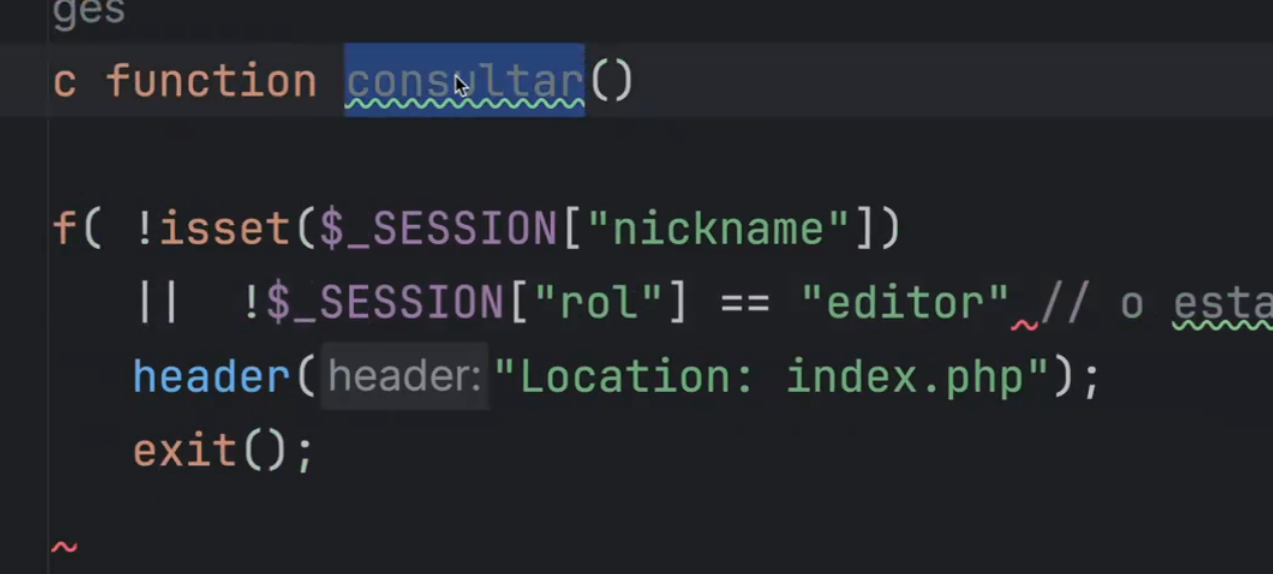 ges
c function consultar()
f( !isset($_SESSION["nickname"])
|| !$_SESSION["rol"] == "editor" // o esta
header( header: "Location: index.php");
exit();